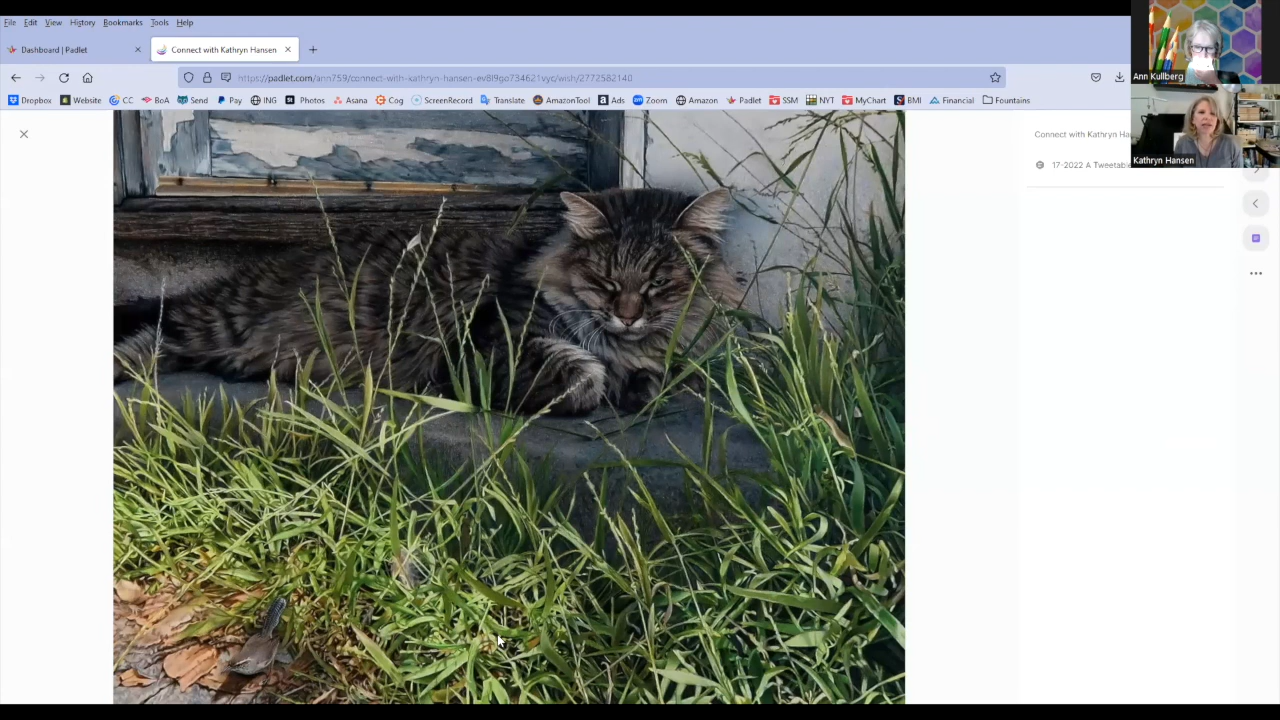 File Edit View History Bookmarks Tools Help
Dashboard | Padlet
Connect with Kathryn Hansen
https://padlet.com/ann759/connect-with-kathryn-hansen-ev8l9go734621vyc/wish/2772582140
Dropbox Website CC BoA Send Pay ING Photos Asana Cog ScreenRecord Translate AmazonTool Ads Zoom Amazon Padlet SSM NYT MyChart BMI Financial Fountains
Ann Kullberg
Kathryn Hansen
Connect with Kathryn Ha
17-2022 A Tweetable